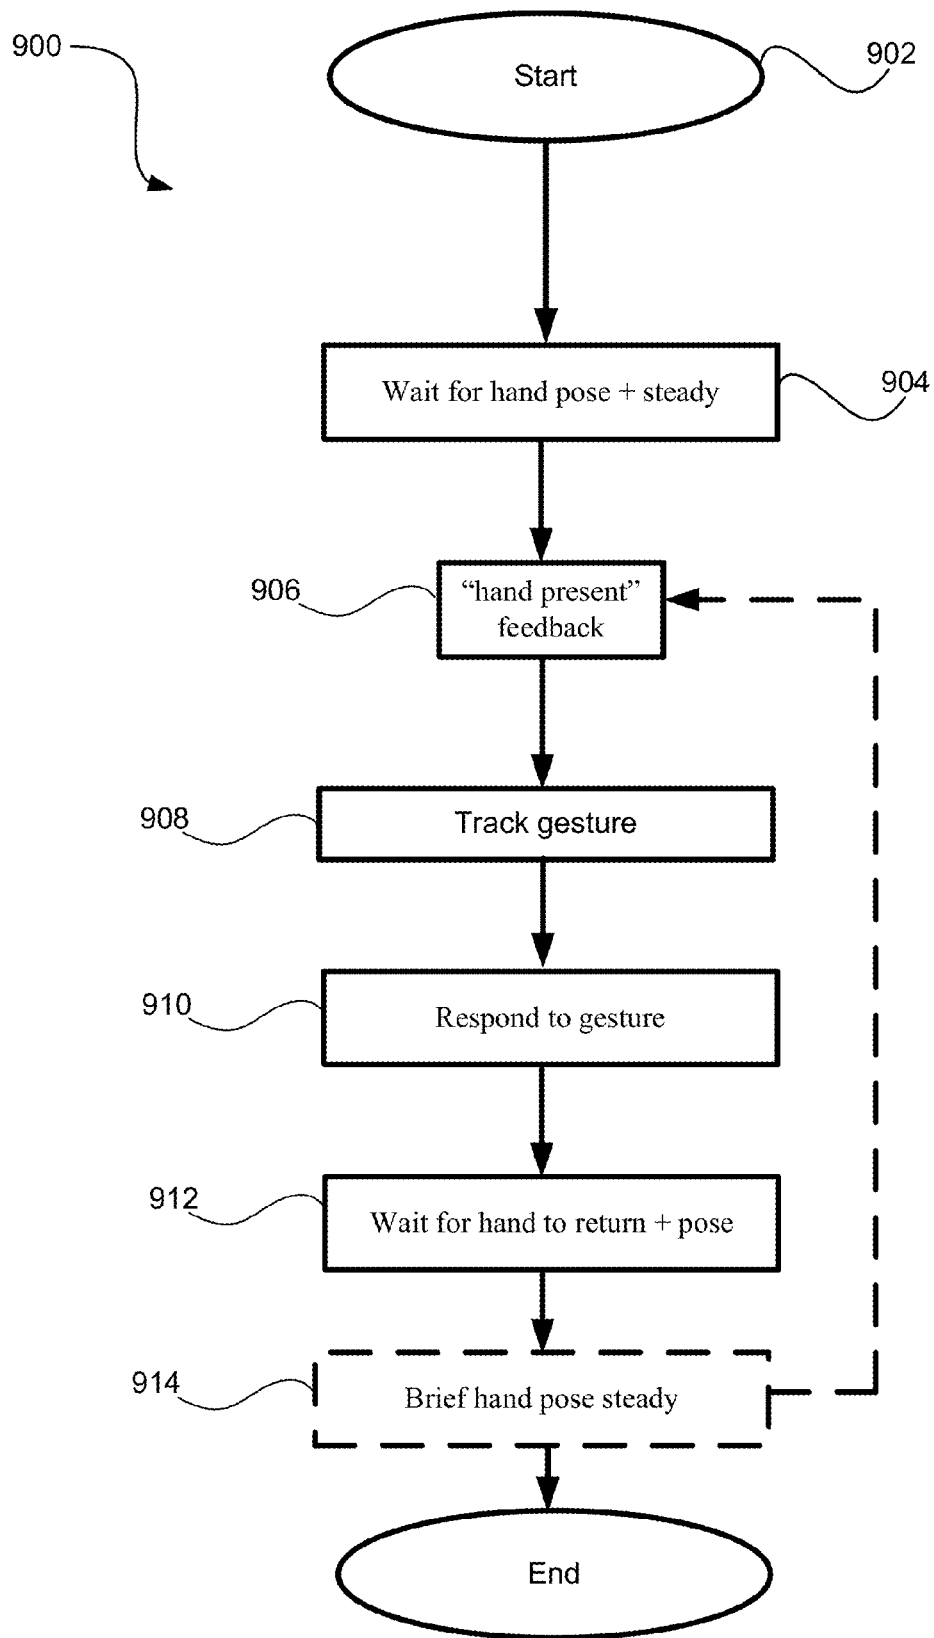 900
Start
902
Wait for hand pose + steady
904
906
“hand present”
feedback
908
Track gesture
910
Respond to gesture
912
Wait for hand to return + pose
914
Brief hand pose steady
End